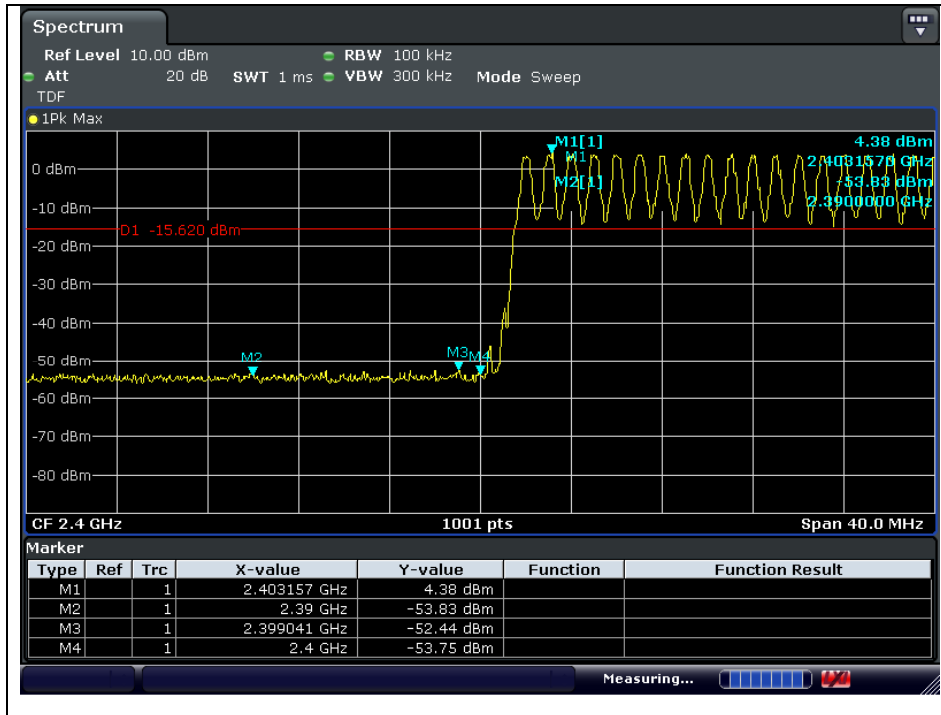 Spectrum
Ref Level 10.00 dBm RBW 100 kHz
Att 20 dB SWT 1 ms VBW 300 kHz Mode Sweep
TDF
1Pk Max
M1[1] 4.38 dBm
M1 2.4031570 GHz
M2[1] -53.83 dBm
2.3900000 GHz
0 dBm
-10 dBm
D1 -15.620 dBm
-20 dBm
-30 dBm
-40 dBm
-50 dBm
M2 M3 M4
-60 dBm
-70 dBm
-80 dBm
CF 2.4 GHz 1001 pts Span 40.0 MHz
Marker
Type Ref Trc X-value Y-value Function Function Result
M1 1 2.403157 GHz 4.38 dBm
M2 1 2.39 GHz -53.83 dBm
M3 1 2.399041 GHz -52.44 dBm
M4 1 2.4 GHz -53.75 dBm
Measuring...